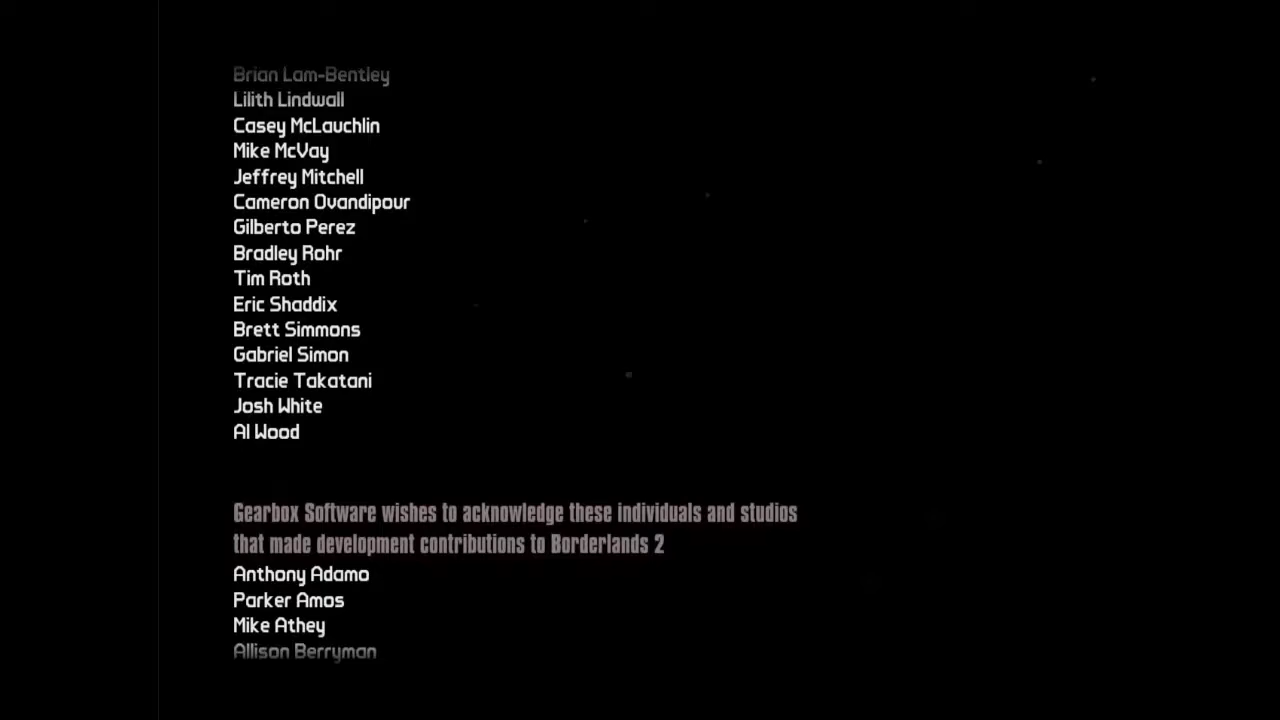 Brian Lam-Bentley
Lilith Lindwall
Casey McLauchlin
Mike McVay
Jeffrey Mitchell
Cameron Ovandipour
Gilberto Perez
Bradley Rohr
Tim Roth
Eric Shaddix
Brett Simmons
Gabriel Simon
Tracie Takatani
Josh White
Al Wood
Gearbox Software wishes to acknowledge these individuals and studios
that made development contributions to Borderlands 2
Anthony Adamo
Parker Amos
Mike Athey
Allison Berryman